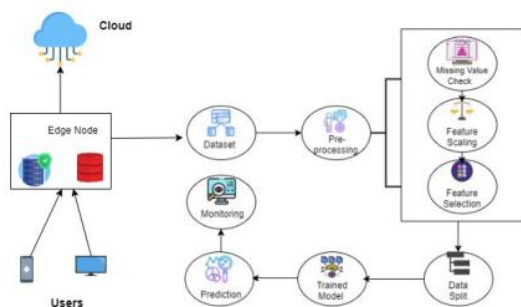 Cloud
Edge Node
Users
Dataset
Pre-
processing
Missing Value
Check
Feature
Scaling
Feature
Selection
Data
Split
Trained
Model
Prediction
Monitoring